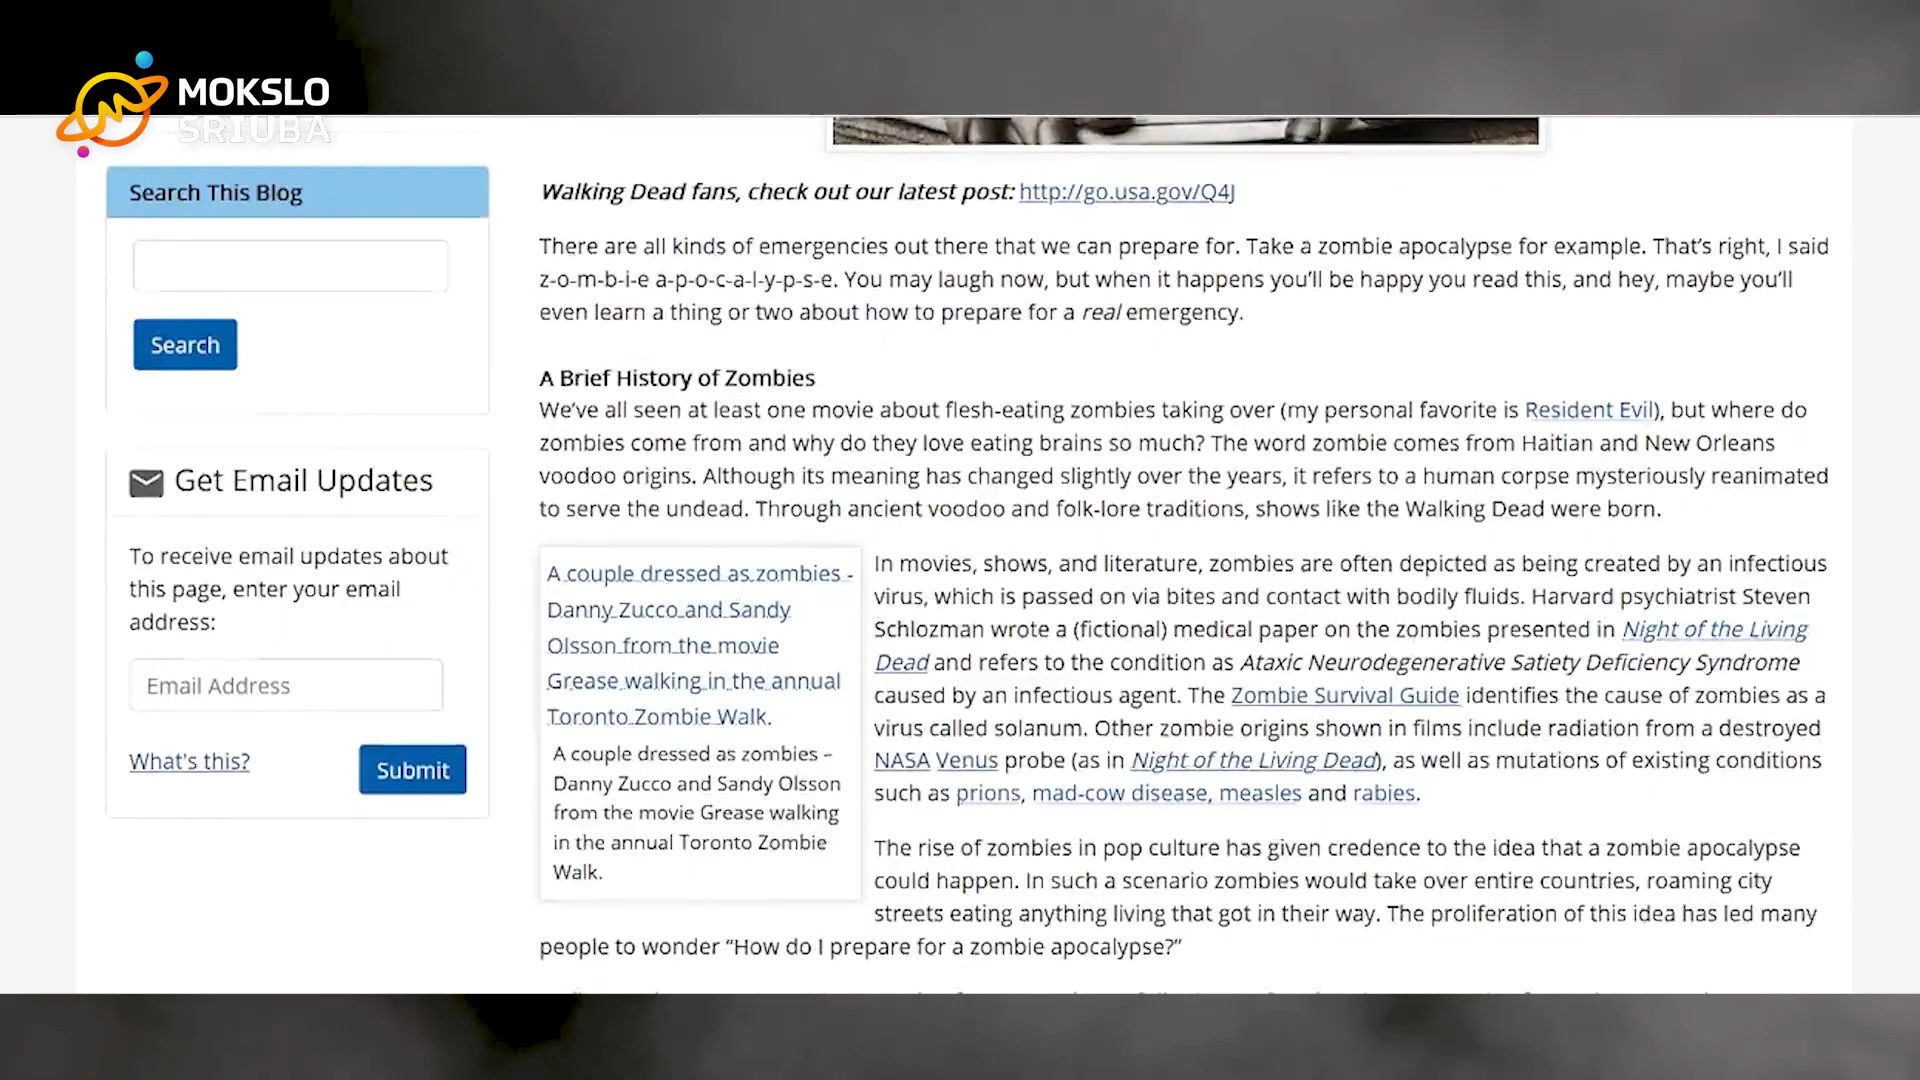 MOKSLO
SRIUBA
Search This Blog
Search
Get Email Updates
To receive email updates about
this page, enter your email
address:
Email Address
What's this?
Submit
Walking Dead fans, check out our latest post: http://go.usa.gov/Q4J
There are all kinds of emergencies out there that we can prepare for. Take a zombie apocalypse for example. That’s right, I said
z-o-m-b-i-e a-p-o-c-a-l-y-p-s-e. You may laugh now, but when it happens you’ll be happy you read this, and hey, maybe you’ll
even learn a thing or two about how to prepare for a real emergency.
A Brief History of Zombies
We’ve all seen at least one movie about flesh-eating zombies taking over (my personal favorite is Resident Evil), but where do
zombies come from and why do they love eating brains so much? The word zombie comes from Haitian and New Orleans
voodoo origins. Although its meaning has changed slightly over the years, it refers to a human corpse mysteriously reanimated
to serve the undead. Through ancient voodoo and folk-lore traditions, shows like the Walking Dead were born.
A couple dressed as zombies -
Danny Zucco and Sandy
Olsson from the movie
Grease walking in the annual
Toronto Zombie Walk.
A couple dressed as zombies –
Danny Zucco and Sandy Olsson
from the movie Grease walking
in the annual Toronto Zombie
Walk.
In movies, shows, and literature, zombies are often depicted as being created by an infectious
virus, which is passed on via bites and contact with bodily fluids. Harvard psychiatrist Steven
Schlozman wrote a (fictional) medical paper on the zombies presented in Night of the Living
Dead and refers to the condition as Ataxic Neurodegenerative Satiety Deficiency Syndrome
caused by an infectious agent. The Zombie Survival Guide identifies the cause of zombies as a
virus called solanum. Other zombie origins shown in films include radiation from a destroyed
NASA Venus probe (as in Night of the Living Dead), as well as mutations of existing conditions
such as prions, mad-cow disease, measles and rabies.
The rise of zombies in pop culture has given credence to the idea that a zombie apocalypse
could happen. In such a scenario zombies would take over entire countries, roaming city
streets eating anything living that got in their way. The proliferation of this idea has led many
people to wonder “How do I prepare for a zombie apocalypse?”